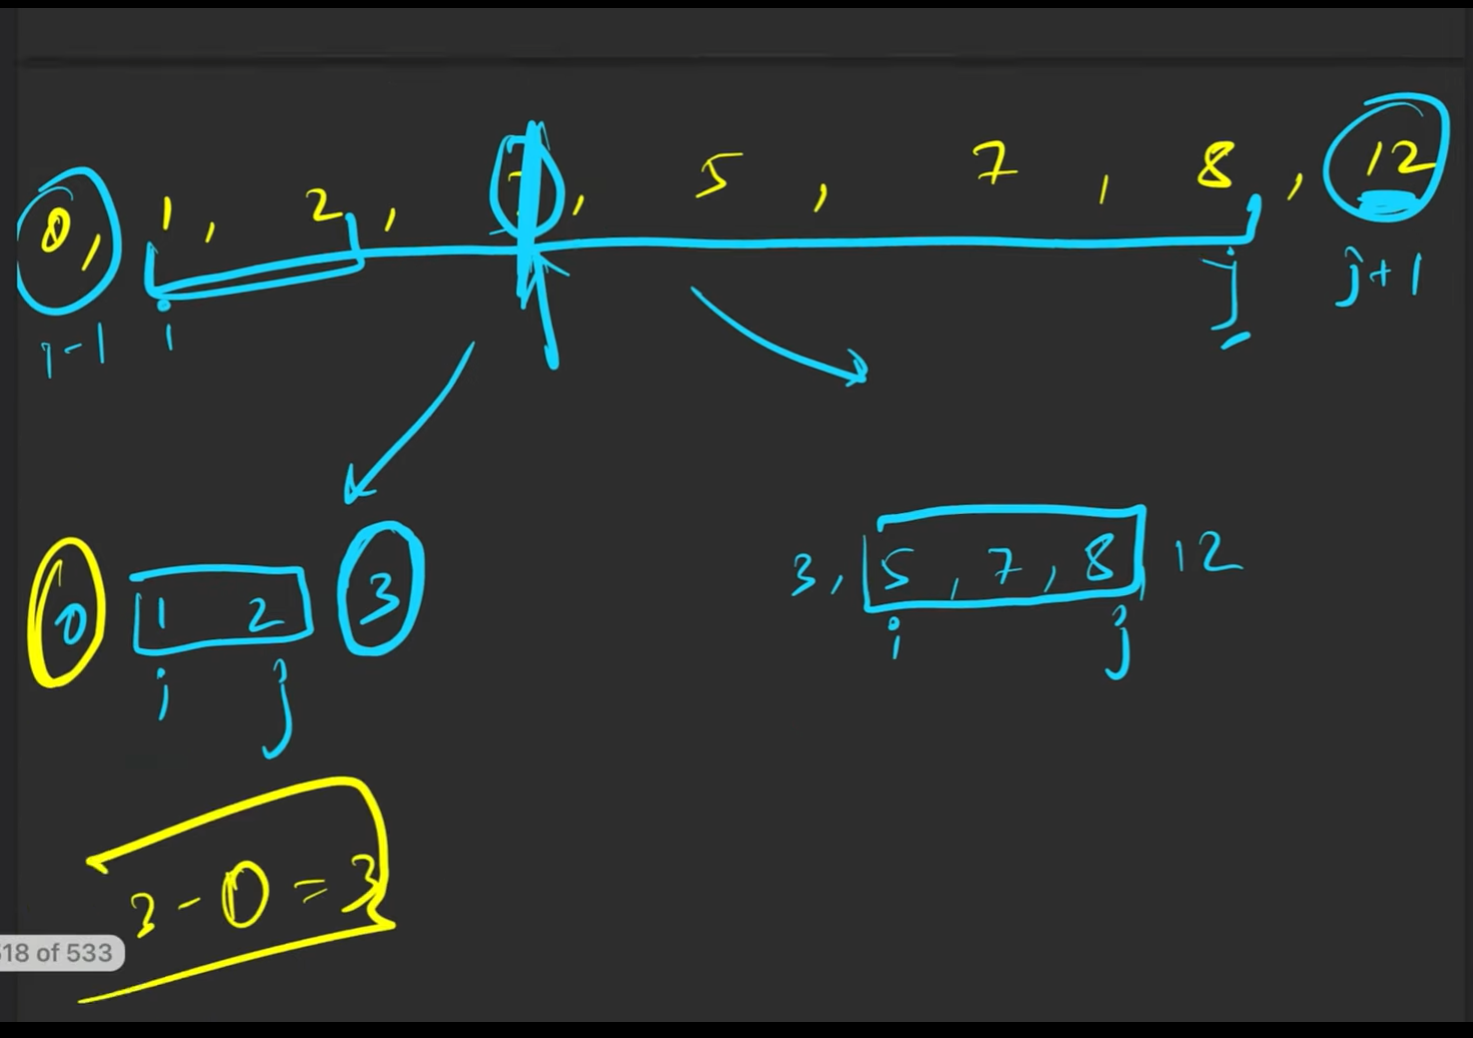 0, 1, 2, , 5, 7, 8, 12
i-1 i j j+1
0 1 2 3 3, 5, 7, 8, 12
i j i j
3-0=3
18 of 533